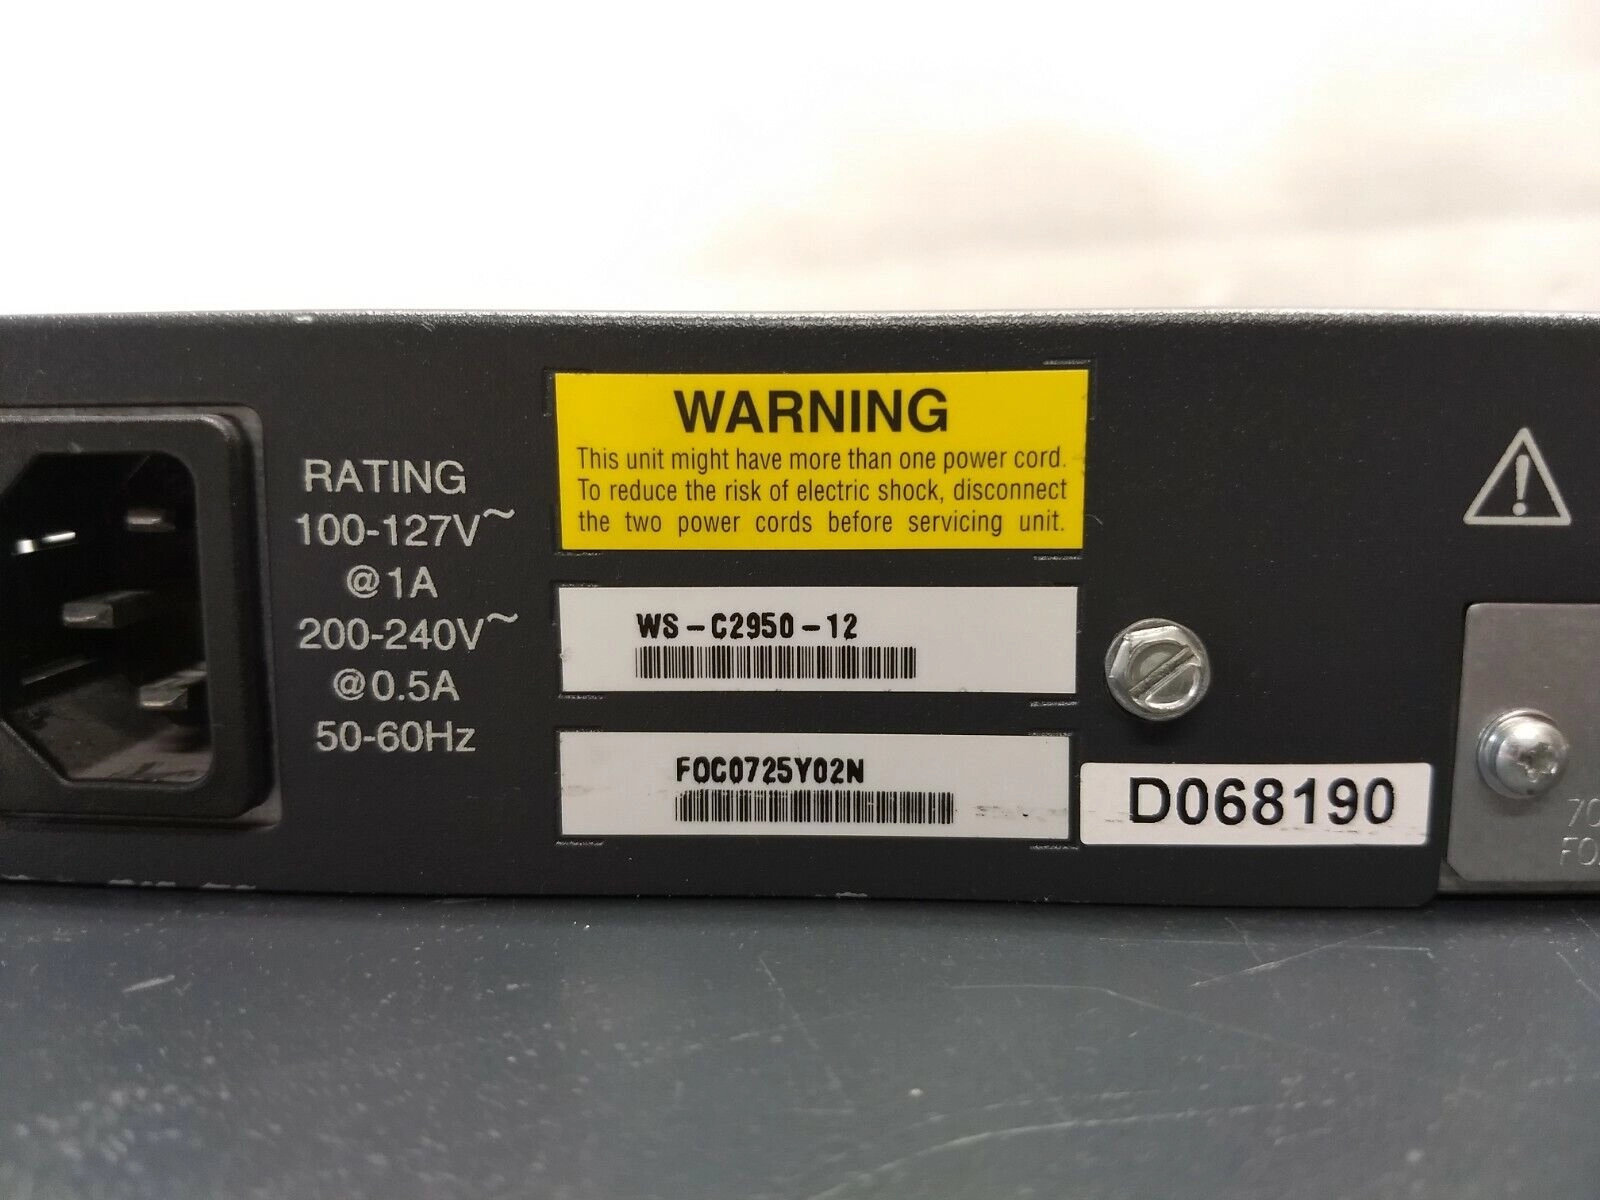 RATING
100-127V~
@1A
200-240V~
@0.5A
50-60Hz
WARNING
This unit might have more than one power cord.
To reduce the risk of electric shock, disconnect
the two power cords before servicing unit.
WS-C2950-12
FOC0725Y02N
D068190